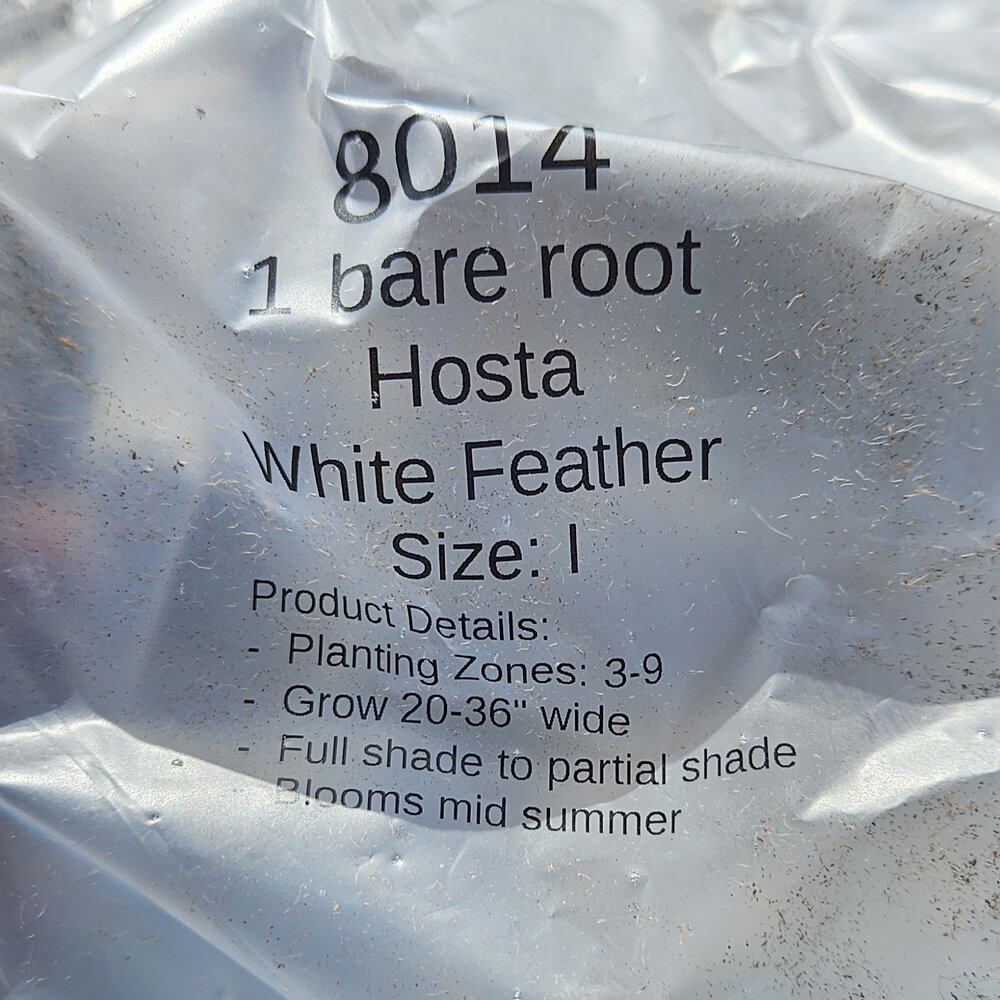 8014
1 bare root
Hosta
White Feather
Size: I
Product Details:
- Planting Zones: 3-9
- Grow 20-36" wide
- Full shade to partial shade
Blooms mid summer